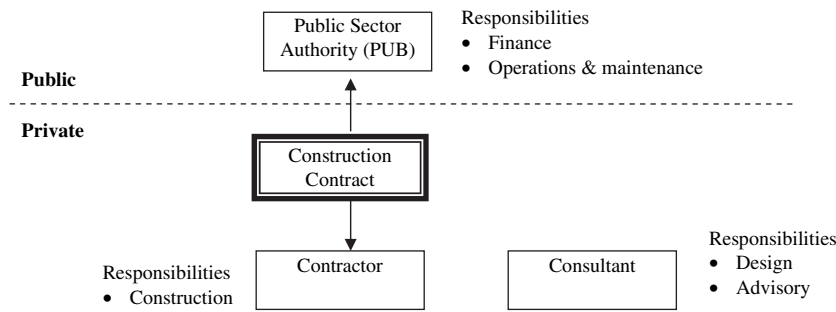 Public Sector
Authority (PUB)
Responsibilities
• Finance
• Operations & maintenance
Public
Private
Construction
Contract
Responsibilities
• Construction
Contractor
Consultant
Responsibilities
• Design
• Advisory